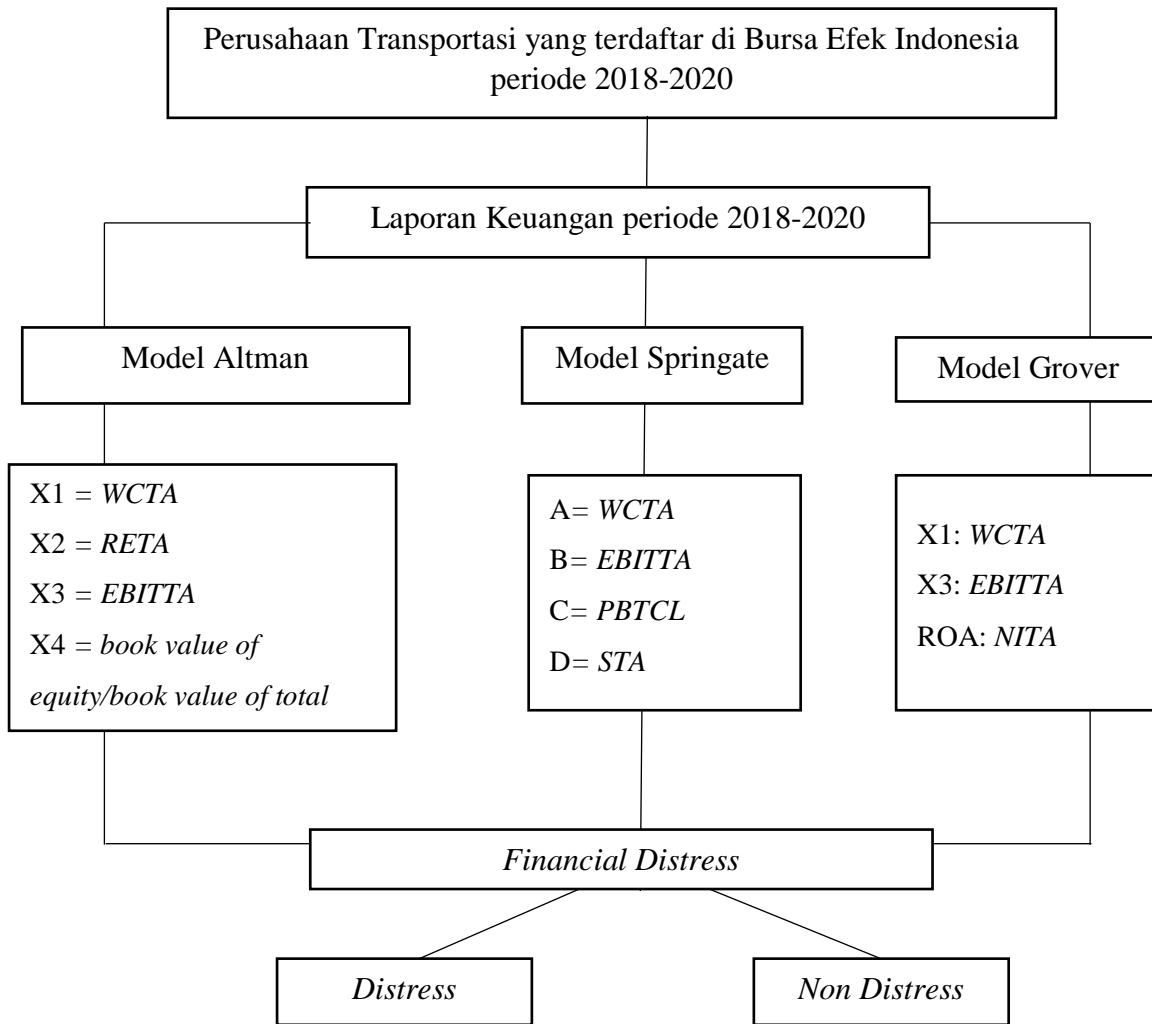 Perusahaan Transportasi yang terdaftar di Bursa Efek Indonesia
periode 2018-2020
Laporan Keuangan periode 2018-2020
Model Altman
Model Springate
Model Grover
X1 = WCTA
X2 = RETA
X3 = EBITTA
X4 = book value of
equity/book value of total
A= WCTA
B= EBITTA
C= PBTCL
D= STA
X1: WCTA
X3: EBITTA
ROA: NITA
Financial Distress
Distress
Non Distress